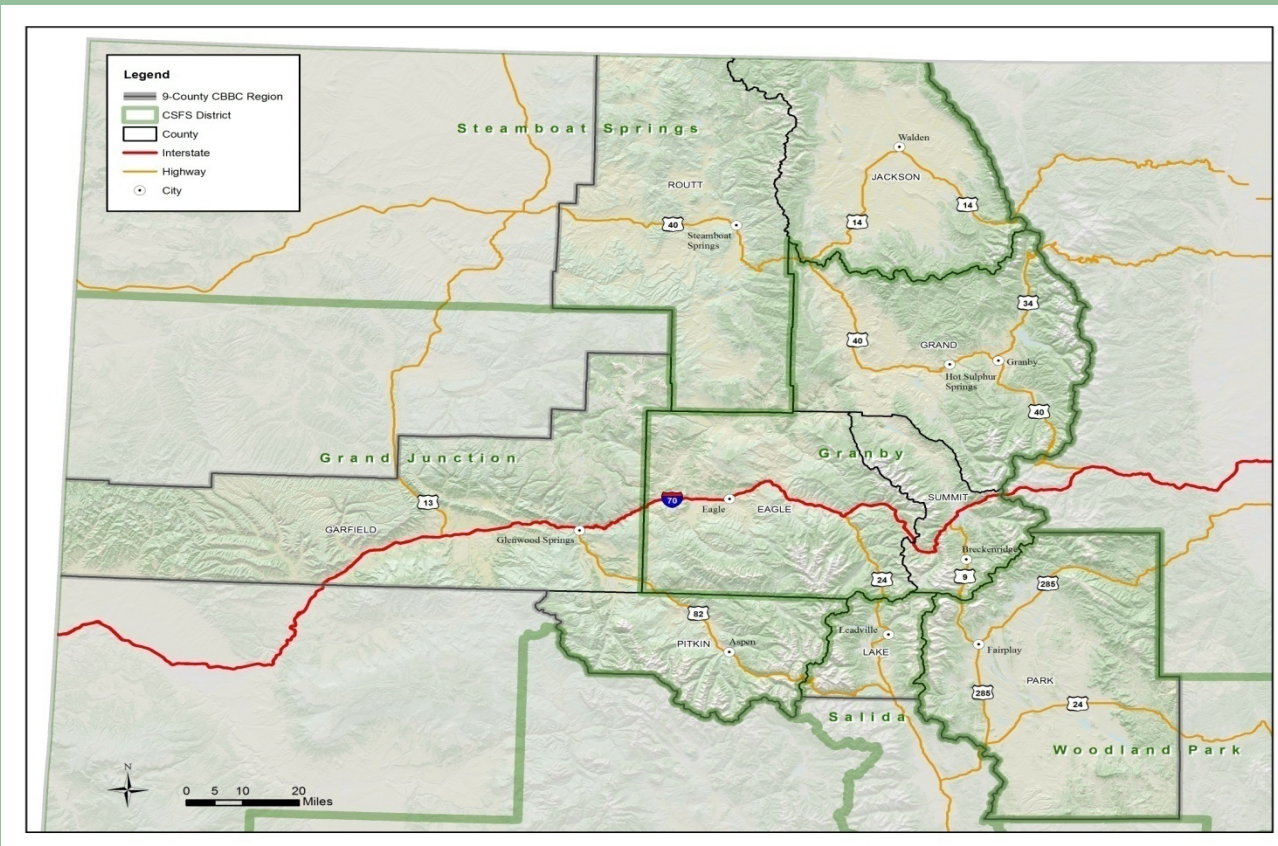 Legend
9-County CBBC Region
CSFS District
County
Interstate
Highway
City
Steamboat Springs
Walden
ROUTT
JACKSON
14
14
40
Steamboat
Springs
34
40
GRAND
Granby
Hot Sulphur
Springs
40
Grand Junction
Granby
13
70
Eagle
EAGLE
SUMMIT
GARFIELD
Glenwood Springs
Breckenridge
24
9
285
82
PITKIN
Aspen
Leadville
LAKE
Fairplay
PARK
285
24
Salida
Woodland Park
N
0 5 10 20
Miles